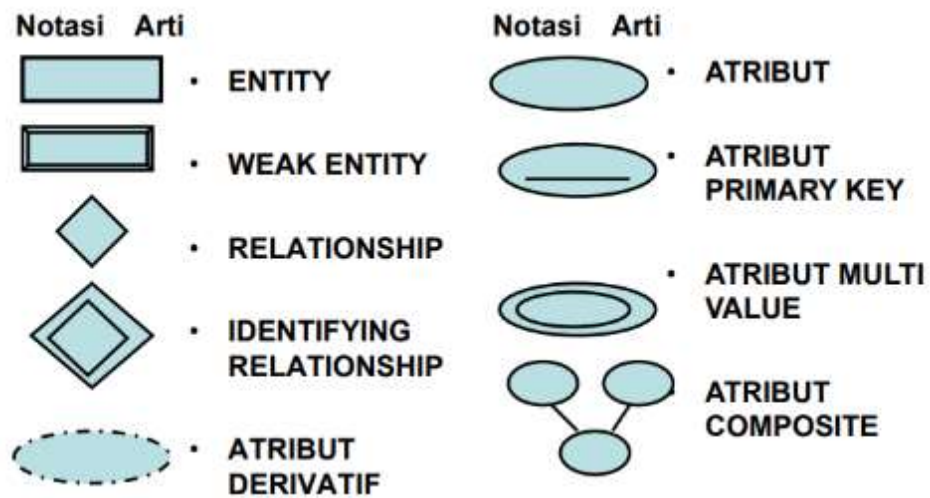 Notasi Arti
• ENTITY
• WEAK ENTITY
• RELATIONSHIP
• IDENTIFYING
RELATIONSHIP
• ATRIBUT
DERIVATIF
Notasi Arti
• ATRIBUT
• ATRIBUT
PRIMARY KEY
• ATRIBUT MULTI
VALUE
• ATRIBUT
COMPOSITE